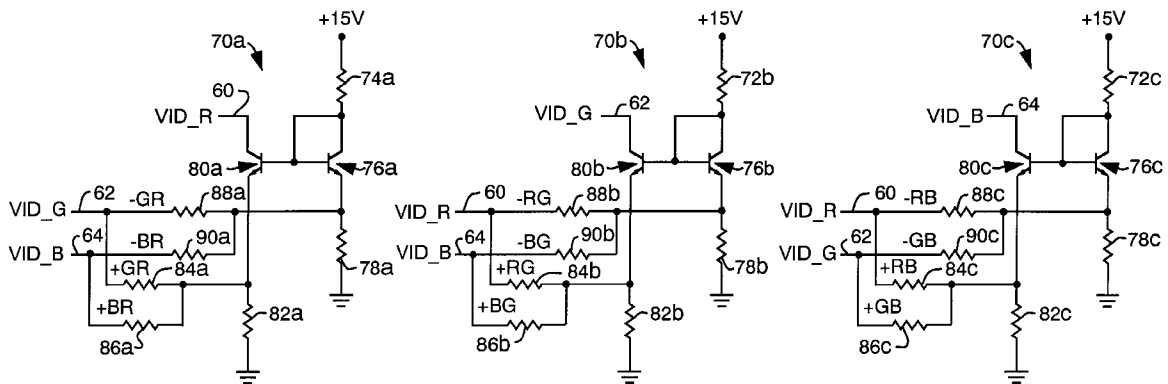 +15V
70a
74a
60
VID_R
80a
76a
62
-GR
88a
VID_G
64
-BR
90a
VID_B
+GR
84a
78a
+BR
82a
86a
+15V
70b
72b
62
VID_G
80b
76b
60
-RG
88b
VID_R
64
-BG
90b
VID_B
+RG
84b
78b
+BG
82b
86b
+15V
70c
72c
64
VID_B
80c
76c
60
-RB
88c
VID_R
62
-GB
90c
VID_G
+RB
84c
78c
+GB
82c
86c